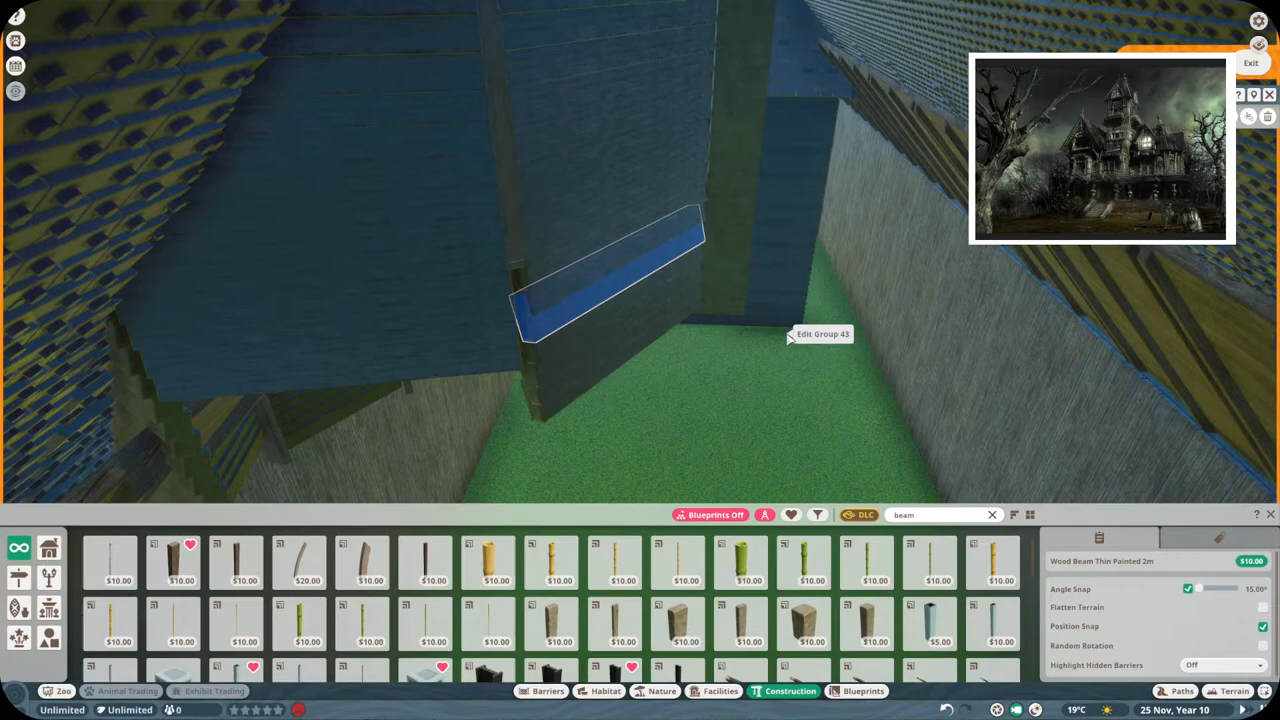 Exit
?
Edit Group 43
Blueprints Off
DLC
beam
?
$10.00 $10.00 $10.00 $20.00 $10.00 $10.00 $10.00 $10.00 $10.00 $10.00 $10.00 $10.00 $10.00 $10.00 $10.00
$10.00 $10.00 $10.00 $10.00 $10.00 $10.00 $10.00 $10.00 $10.00 $10.00 $10.00 $10.00 $10.00 $5.00 $10.00
Wood Beam Thin Painted 2m
$10.00
Angle Snap
15.00°
Flatten Terrain
Position Snap
Random Rotation
Highlight Hidden Barriers
Off
Zoo
Animal Trading
Exhibit Trading
Barriers
Habitat
Nature
Facilities
Construction
Blueprints
Paths
Terrain
Unlimited
Unlimited
0
19°C
25 Nov, Year 10